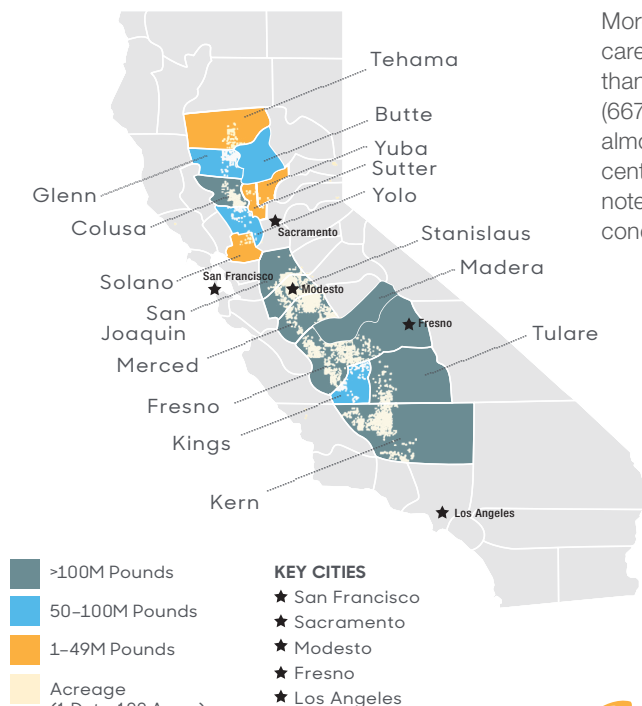 Tehama
Butte
Yuba
Sutter
Yolo
Glenn
Colusa
Sacramento
Stanislaus
Solano
San Francisco
Madera
San
Joaquin
Modesto
Fresno
Tulare
Merced
Fresno
Kings
Kern
Los Angeles
>100M Pounds
50–100M Pounds
1–49M Pounds
Acreage
KEY CITIES
San Francisco
Sacramento
Modesto
Fresno
Los Angeles